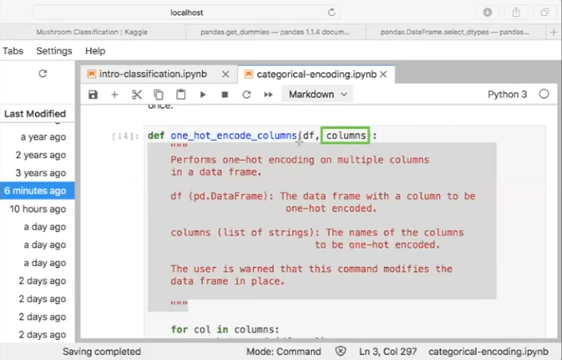 localhost
Mushroom Classification | Kaggle
pandas.get_dummies — pandas 1.1.4 docum...
pandas.DataFrame.select_dtypes — pandas...
Tabs Settings Help
intro-classification.ipynb
categorical-encoding.ipynb
Markdown
Python 3
Last Modified
a year ago
2 years ago
3 years ago
6 minutes ago
10 hours ago
a day ago
a day ago
a day ago
2 days ago
2 days ago
2 days ago
2 days ago
once.
[14]: def one_hot_encode_columns(df, columns):
"""
Performs one-hot encoding on multiple columns
in a data frame.
df (pd.DataFrame): The data frame with a column to be
one-hot encoded.
columns (list of strings): The names of the columns
to be one-hot encoded.
The user is warned that this command modifies the
data frame in place.
"""
for col in columns:
Saving completed
Mode: Command
Ln 3, Col 297
categorical-encoding.ipynb